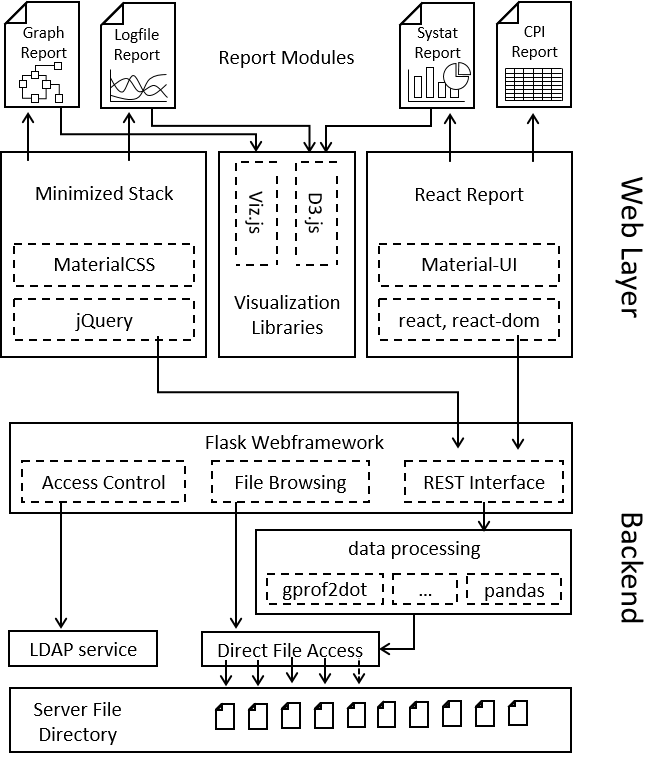 Graph
Report
Logfile
Report
Report Modules
Systat
Report
CPI
Report
Minimized Stack
MaterialCSS
jQuery
Viz.js
D3.js
Visualization
Libraries
React Report
Material-UI
react, react-dom
Web Layer
Flask Webframework
Access Control
File Browsing
REST Interface
data processing
gprof2dot
...
pandas
Backend
LDAP service
Direct File Access
Server File
Directory